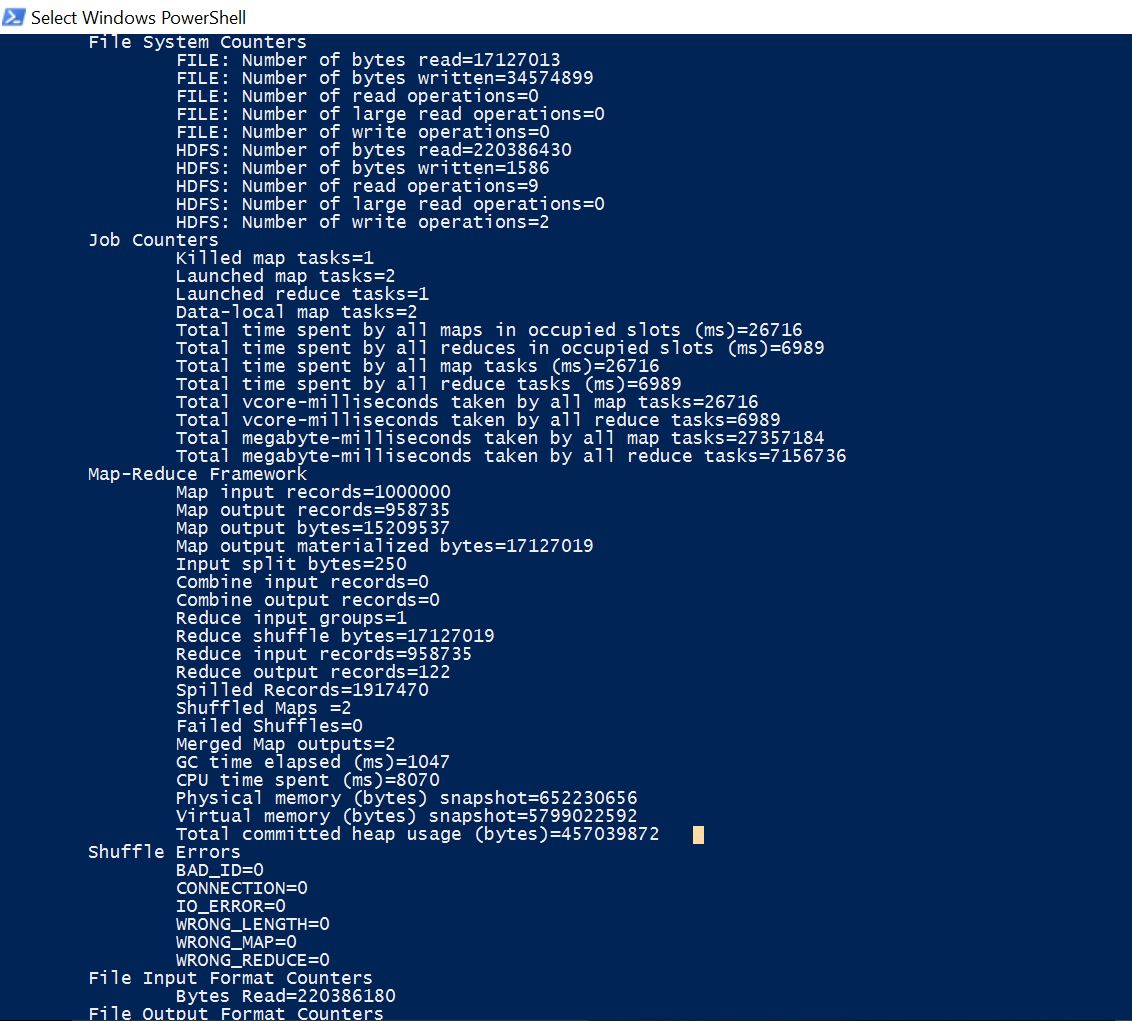 Select Windows PowerShell
File System Counters
FILE: Number of bytes read=17127013
FILE: Number of bytes written=34574899
FILE: Number of read operations=0
FILE: Number of large read operations=0
FILE: Number of write operations=0
HDFS: Number of bytes read=220386430
HDFS: Number of bytes written=1586
HDFS: Number of read operations=9
HDFS: Number of large read operations=0
HDFS: Number of write operations=2
Job Counters
Killed map tasks=1
Launched map tasks=2
Launched reduce tasks=1
Data-local map tasks=2
Total time spent by all maps in occupied slots (ms)=26716
Total time spent by all reduces in occupied slots (ms)=6989
Total time spent by all map tasks (ms)=26716
Total time spent by all reduce tasks (ms)=6989
Total vcore-milliseconds taken by all map tasks=26716
Total vcore-milliseconds taken by all reduce tasks=6989
Total megabyte-milliseconds taken by all map tasks=27357184
Total megabyte-milliseconds taken by all reduce tasks=7156736
Map-Reduce Framework
Map input records=1000000
Map output records=958735
Map output bytes=15209537
Map output materialized bytes=17127019
Input split bytes=250
Combine input records=0
Combine output records=0
Reduce input groups=1
Reduce shuffle bytes=17127019
Reduce input records=958735
Reduce output records=122
Spilled Records=1917470
Shuffled Maps =2
Failed Shuffles=0
Merged Map outputs=2
GC time elapsed (ms)=1047
CPU time spent (ms)=8070
Physical memory (bytes) snapshot=652230656
Virtual memory (bytes) snapshot=5799022592
Total committed heap usage (bytes)=457039872
Shuffle Errors
BAD_ID=0
CONNECTION=0
IO_ERROR=0
WRONG_LENGTH=0
WRONG_MAP=0
WRONG_REDUCE=0
File Input Format Counters
Bytes Read=220386180
File Output Format Counters